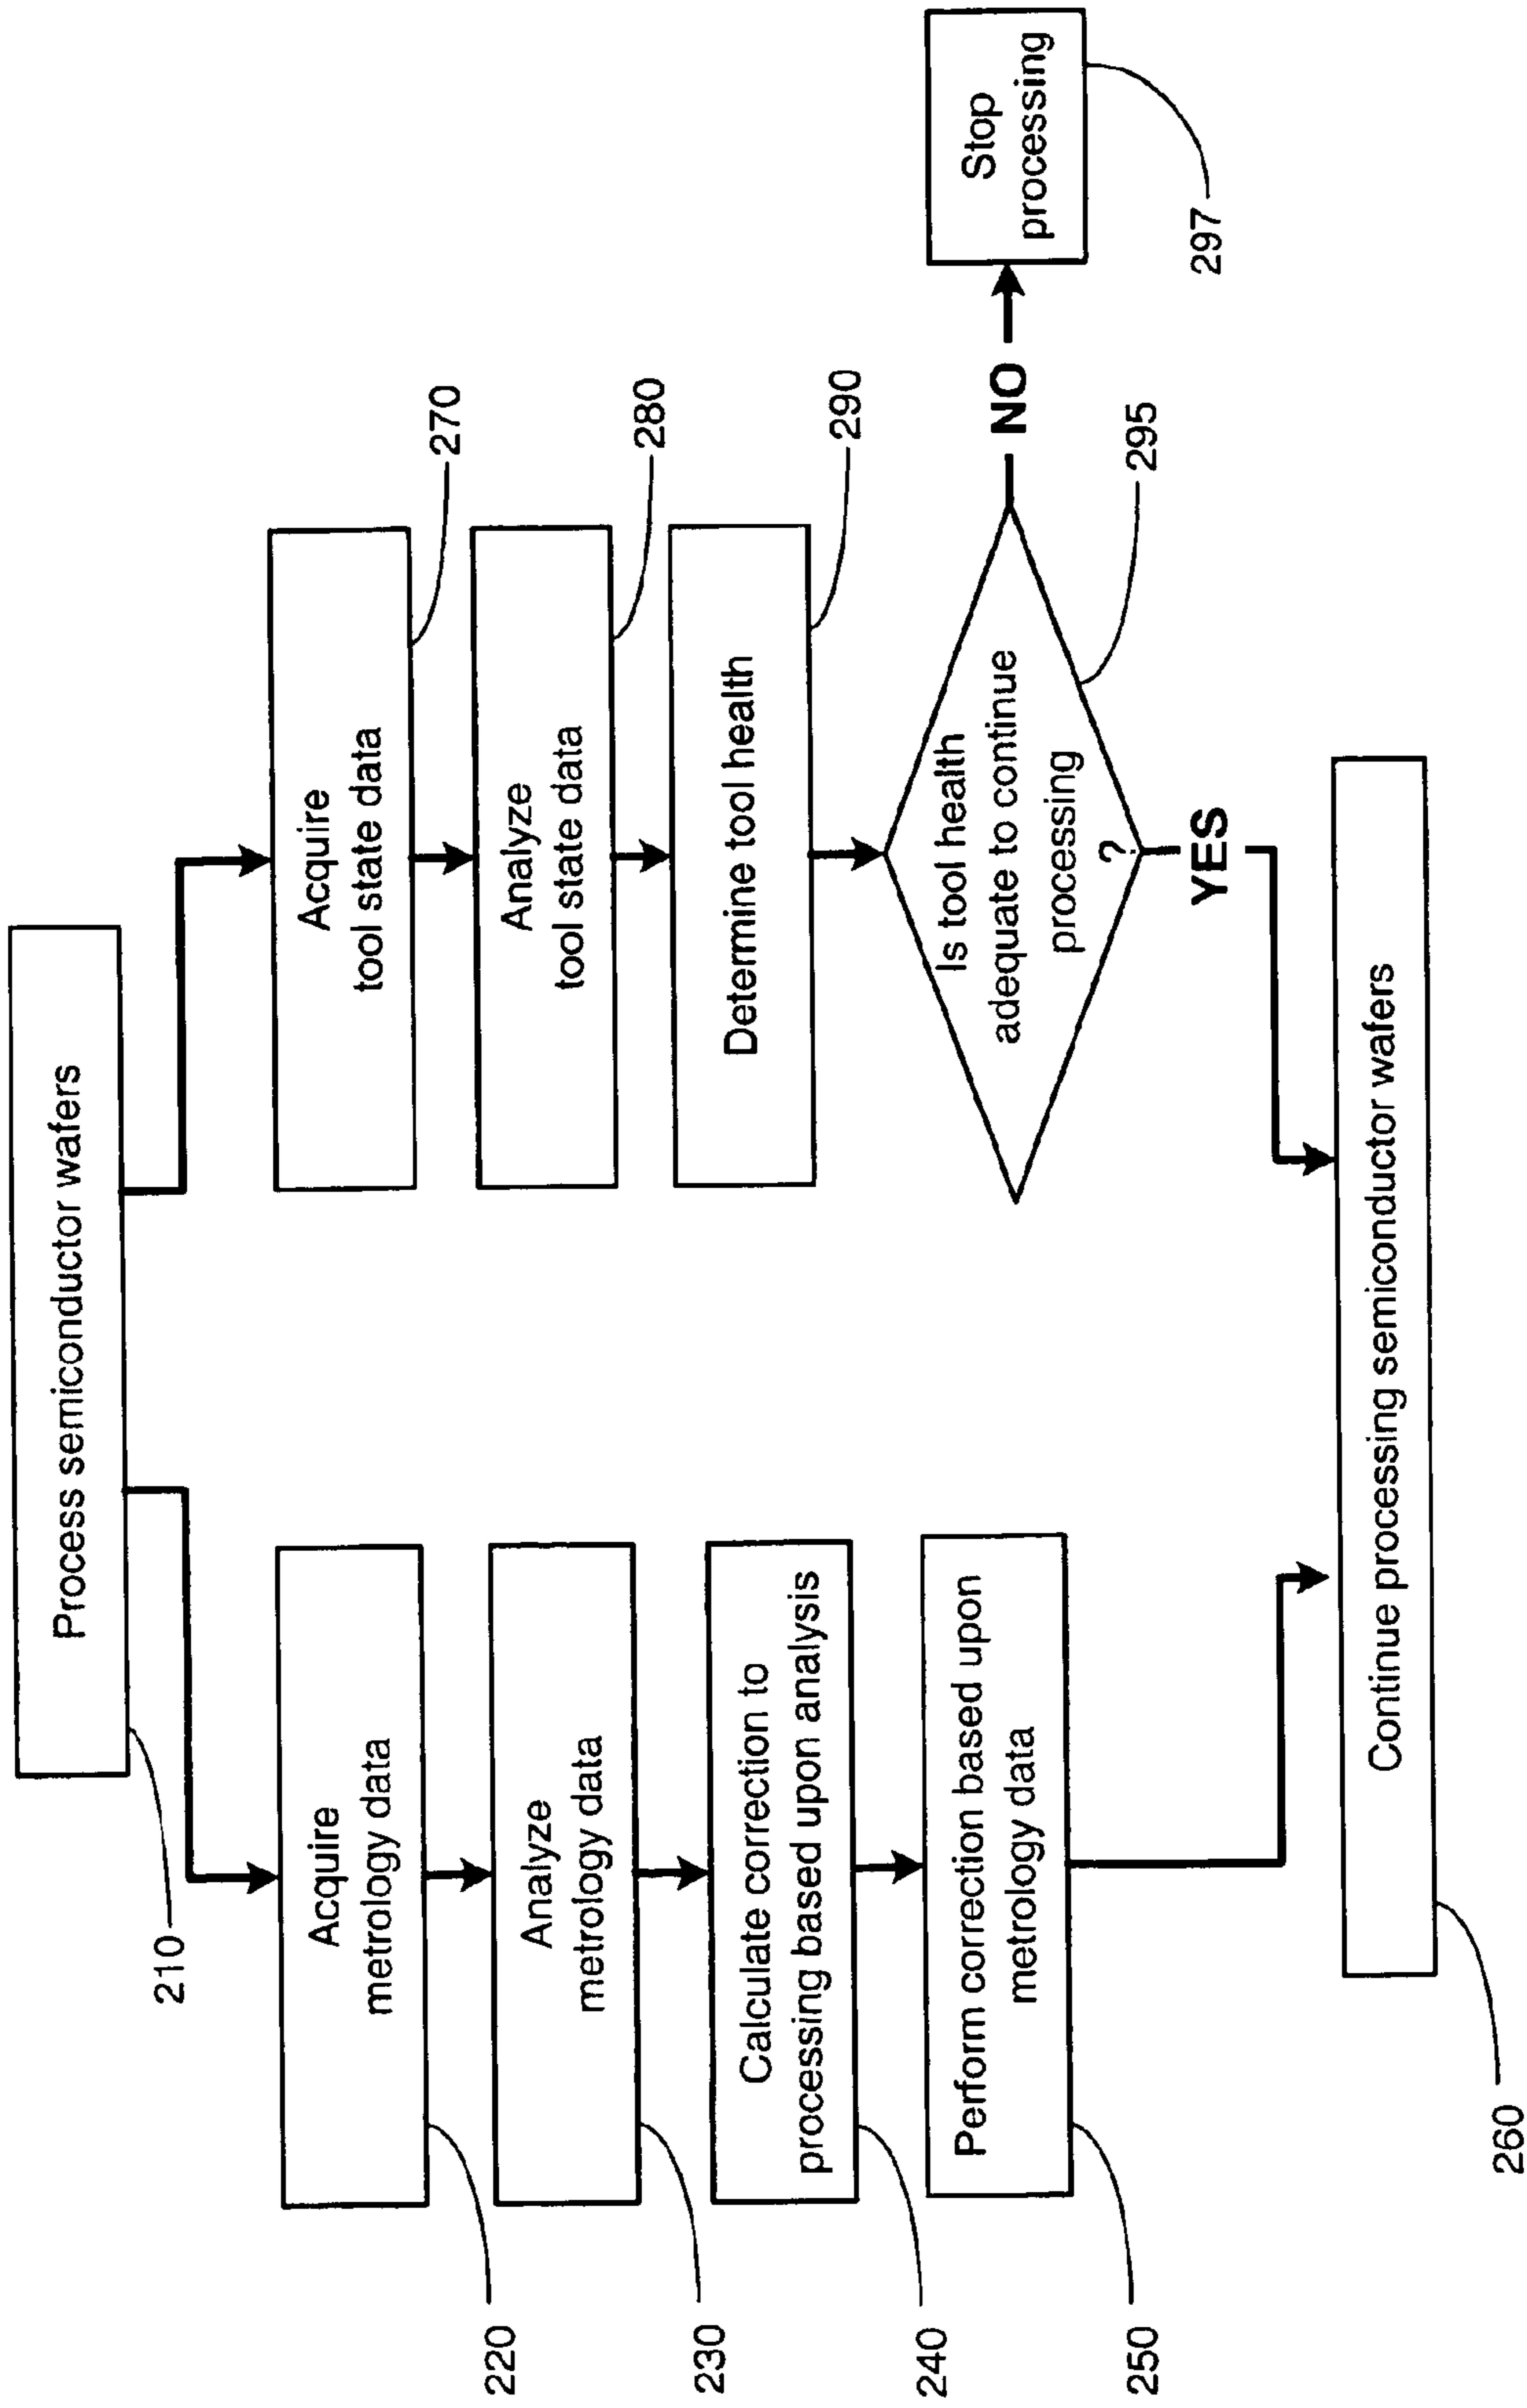 Process semiconductor wafers
210
Acquire
metrology data
220
Analyze
metrology data
230
Calculate correction to
processing based upon analysis
240
Perform correction based upon
metrology data
250
Acquire
tool state data
270
Analyze
tool state data
280
Determine tool health
290
Is tool health
adequate to continue
processing
?
295
NO
Stop
processing
297
YES
Continue processing semiconductor wafers
260